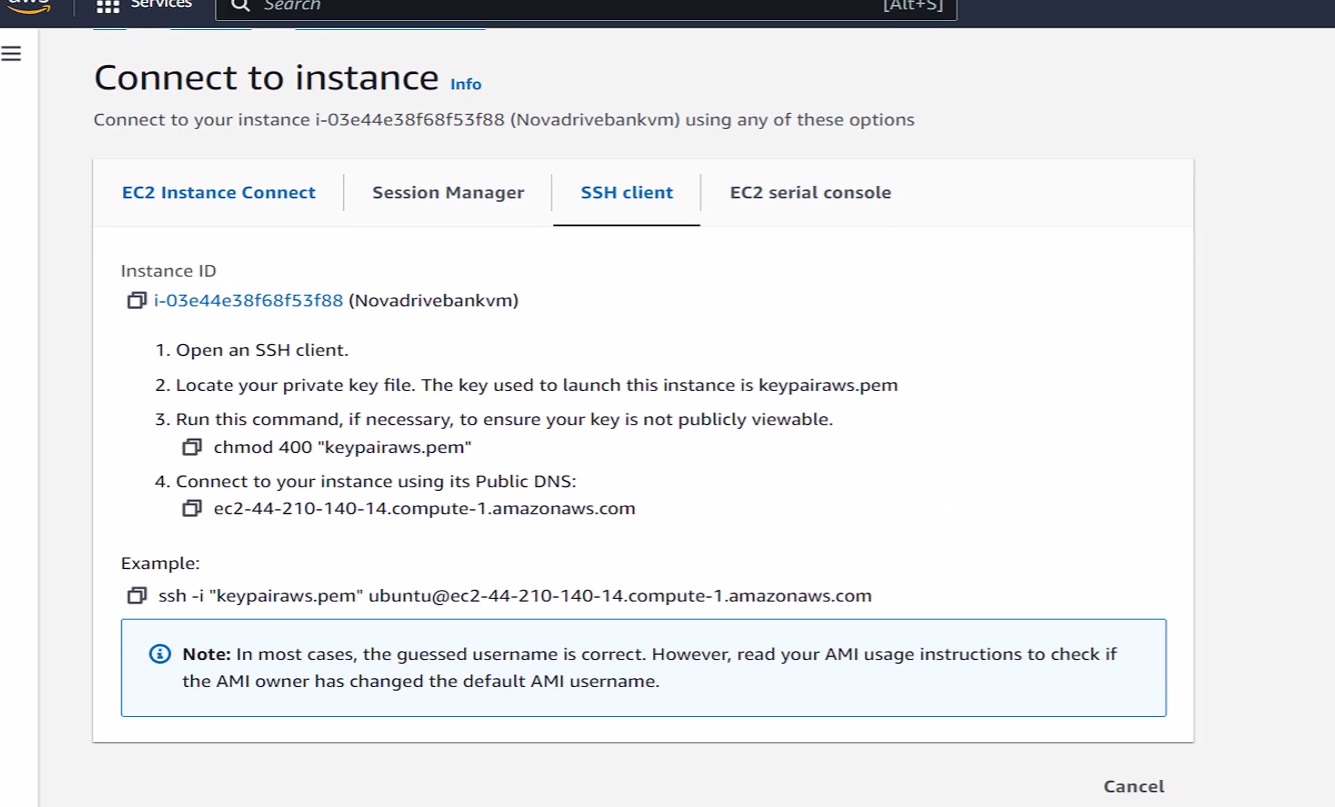 aws Services Search [Alt+S]
Connect to instance Info
Connect to your instance i-03e44e38f68f53f88 (Novadrivebankvm) using any of these options
EC2 Instance Connect Session Manager SSH client EC2 serial console
Instance ID
i-03e44e38f68f53f88 (Novadrivebankvm)
1. Open an SSH client.
2. Locate your private key file. The key used to launch this instance is keypairaws.pem
3. Run this command, if necessary, to ensure your key is not publicly viewable.
chmod 400 "keypairaws.pem"
4. Connect to your instance using its Public DNS:
ec2-44-210-140-14.compute-1.amazonaws.com
Example:
ssh -i "keypairaws.pem" ubuntu@ec2-44-210-140-14.compute-1.amazonaws.com
Note: In most cases, the guessed username is correct. However, read your AMI usage instructions to check if
the AMI owner has changed the default AMI username.
Cancel